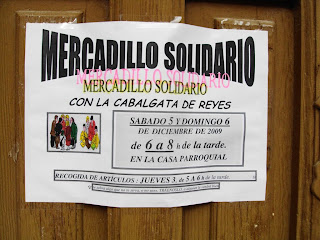 MERCADILLO SOLIDARIO
MERCADILLO SOLIDARIO
MERCADILLO SOLIDARIO
CON LA CABALGATA DE REYES
SABADO 5 Y DOMINGO 6
DE DICIEMBRE DE 2009
de 6 a 8 h de la tarde.
EN LA CASA PARROQUIAL
RECOGIDA DE ARTÍCULOS : JUEVES 3, de 5 A 6 h de la tarde.